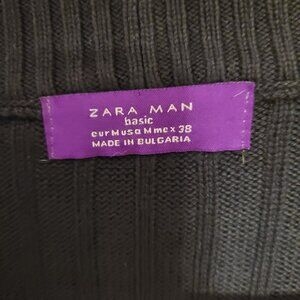 ZARA MAN
basic
eur M usa M mex 38
MADE IN BULGARIA